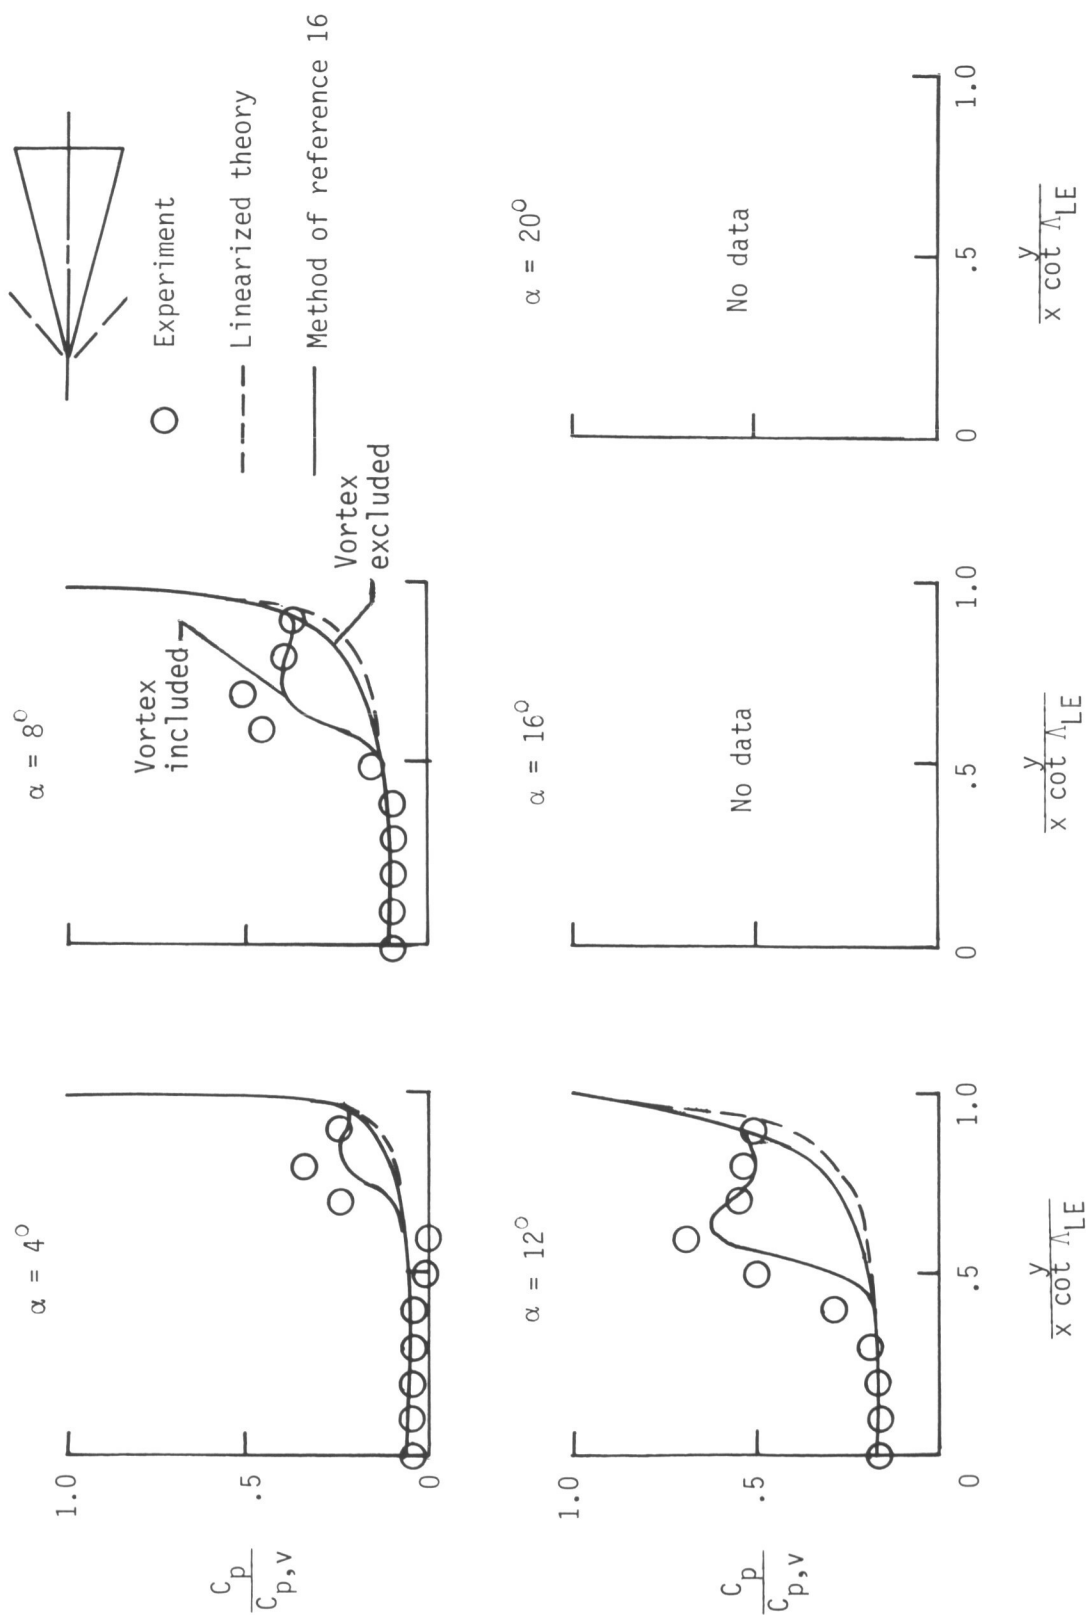 α = 4°
α = 8°
Vortex
included
Vortex
excluded
Experiment
Linearized theory
Method of reference 16
C_p
C_p,v
1.0
.5
0
α = 12°
α = 16°
α = 20°
No data
No data
C_p
C_p,v
1.0
.5
0
.5
1.0
0
.5
1.0
0
.5
1.0
y
x cot Λ_LE
y
x cot Λ_LE
y
x cot Λ_LE